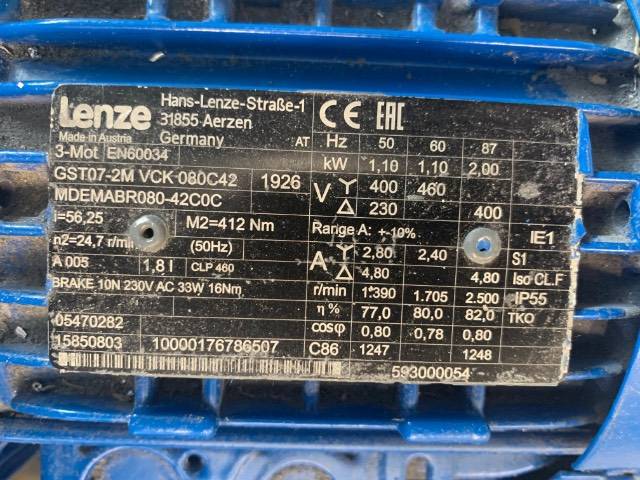 Lenze Hans-Lenze-Straße-1
31855 Aerzen
Made in Austria Germany
CE EAC
3-Mot EN60034 AT Hz 50 60 87
kW 1,10 1,10 2,00
GST07-2M VCK 080C42 1926
V Y 400 460
MDEMABR080-42C0C
Δ 230 400
i=56,25 M2=412 Nm
Range A: +-10% IE1
n2=24,7 r/min (50Hz)
A Y 2,80 2,40 S1
A 005 1,8 l CLP 460
Δ 4,80 4,80 Iso CL.F
BRAKE 10N 230V AC 33W 16Nm
r/min 1.390 1.705 2.500 IP55
η % 77,0 80,0 82,0 TKO
05470282
cosφ 0,80 0,78 0,80
15850803 10000176786507 C86 1247 1248
593000054